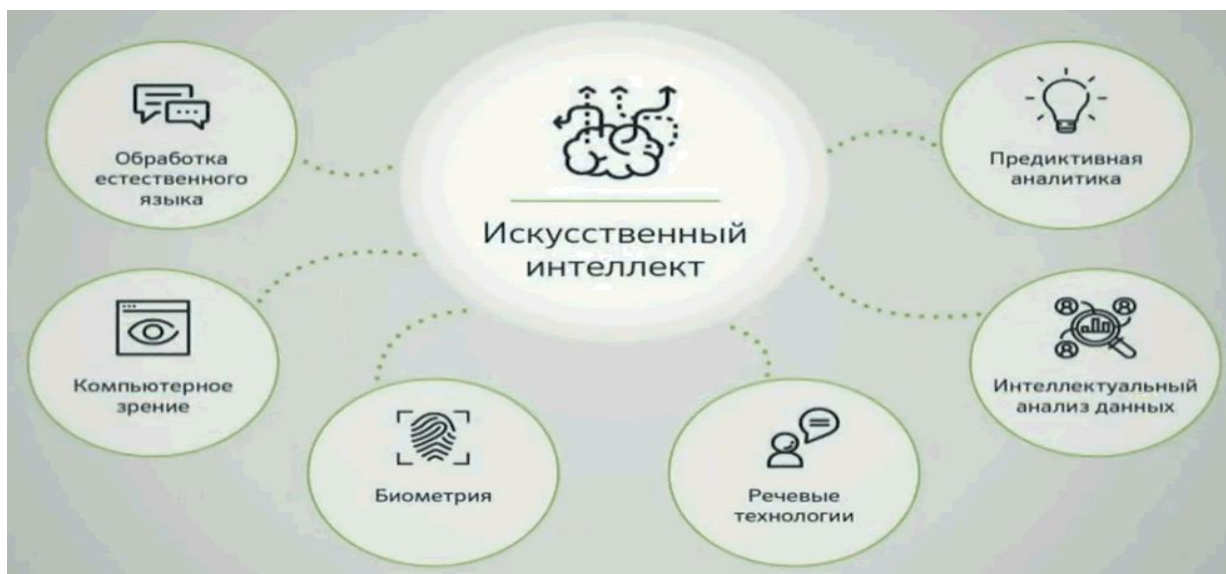 Искусственный
интеллект
Обработка
естественного
языка
Компьютерное
зрение
Биометрия
Речевые
технологии
Интеллектуальный
анализ данных
Предиктивная
аналитика